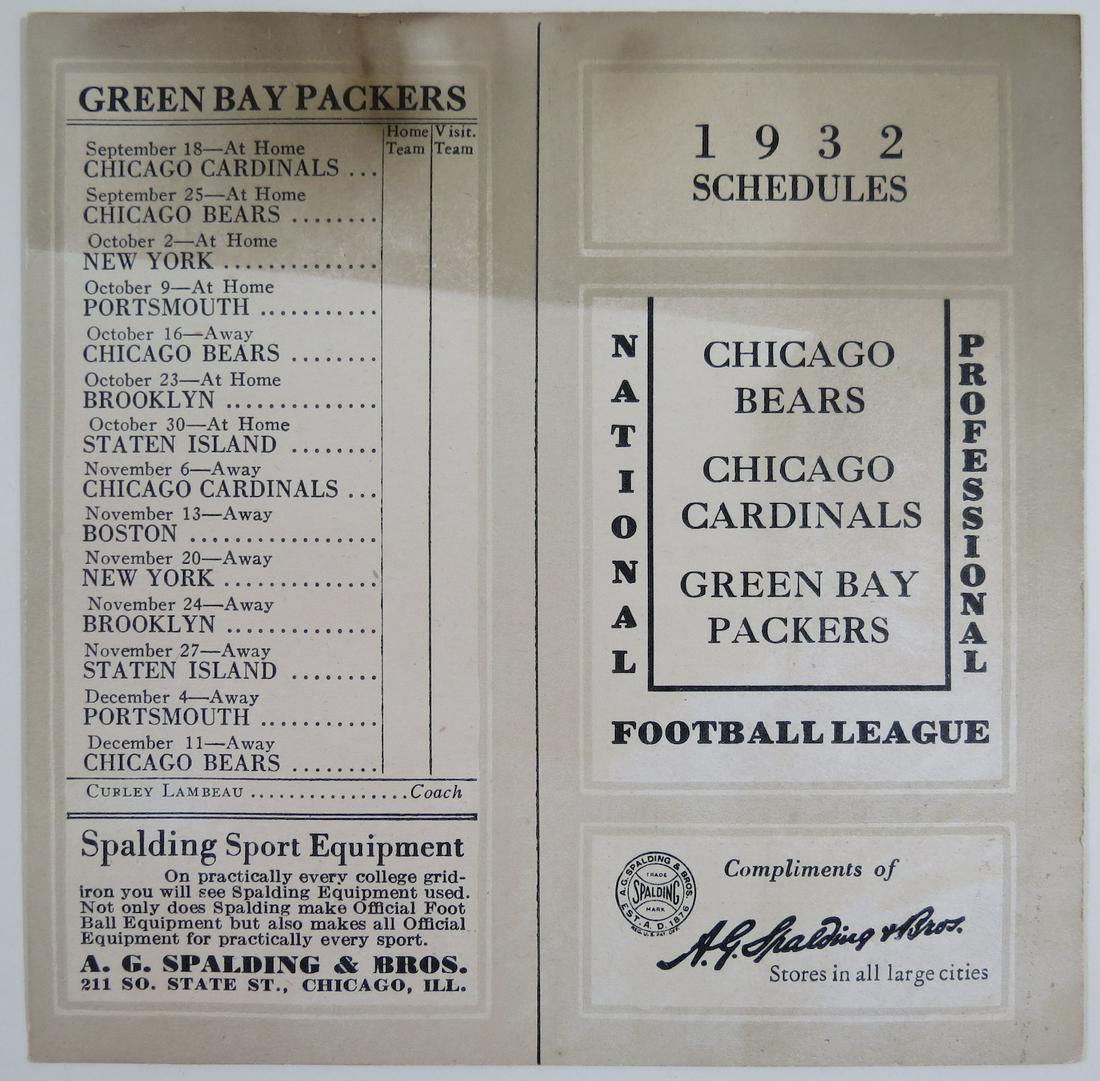 GREEN BAY PACKERS
Home Visit.
Team Team
September 18—At Home
CHICAGO CARDINALS ...
September 25—At Home
CHICAGO BEARS ........
October 2—At Home
NEW YORK ..............
October 9—At Home
PORTSMOUTH ...........
October 16—Away
CHICAGO BEARS ........
October 23—At Home
BROOKLYN ..............
October 30—At Home
STATEN ISLAND ........
November 6—Away
CHICAGO CARDINALS ...
November 13—Away
BOSTON .................
November 20—Away
NEW YORK ..............
November 24—Away
BROOKLYN ..............
November 27—Away
STATEN ISLAND ........
December 4—Away
PORTSMOUTH ...........
December 11—Away
CHICAGO BEARS ........
CURLEY LAMBEAU ................Coach
Spalding Sport Equipment
On practically every college grid-
iron you will see Spalding Equipment used.
Not only does Spalding make Official Foot
Ball Equipment but also makes all Official
Equipment for practically every sport.
A. G. SPALDING & BROS.
211 SO. STATE ST., CHICAGO, ILL.
1932
SCHEDULES
NATIONAL
CHICAGO
BEARS
CHICAGO
CARDINALS
GREEN BAY
PACKERS
PROFESSIONAL
FOOTBALL LEAGUE
A.G. SPALDING & BROS.
TRADE
SPALDING
MARK
EST. A.D. 1876
REG. U.S. PAT. OFF.
Compliments of
A.G. Spalding & Bros.
Stores in all large cities